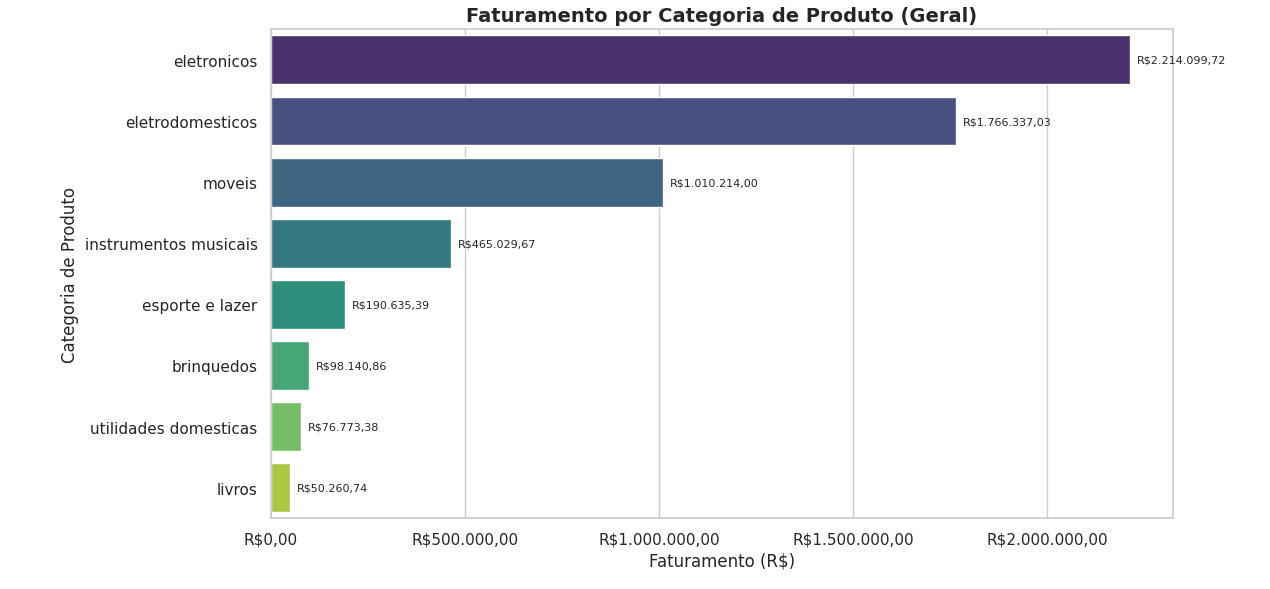 Faturamento por Categoria de Produto (Geral)
Categoria de Produto
eletronicos
R$2.214.099,72
eletrodomesticos
R$1.766.337,03
moveis
R$1.010.214,00
instrumentos musicais
R$465.029,67
esporte e lazer
R$190.635,39
brinquedos
R$98.140,86
utilidades domesticas
R$76.773,38
livros
R$50.260,74
R$0,00
R$500.000,00
R$1.000.000,00
R$1.500.000,00
R$2.000.000,00
Faturamento (R$)